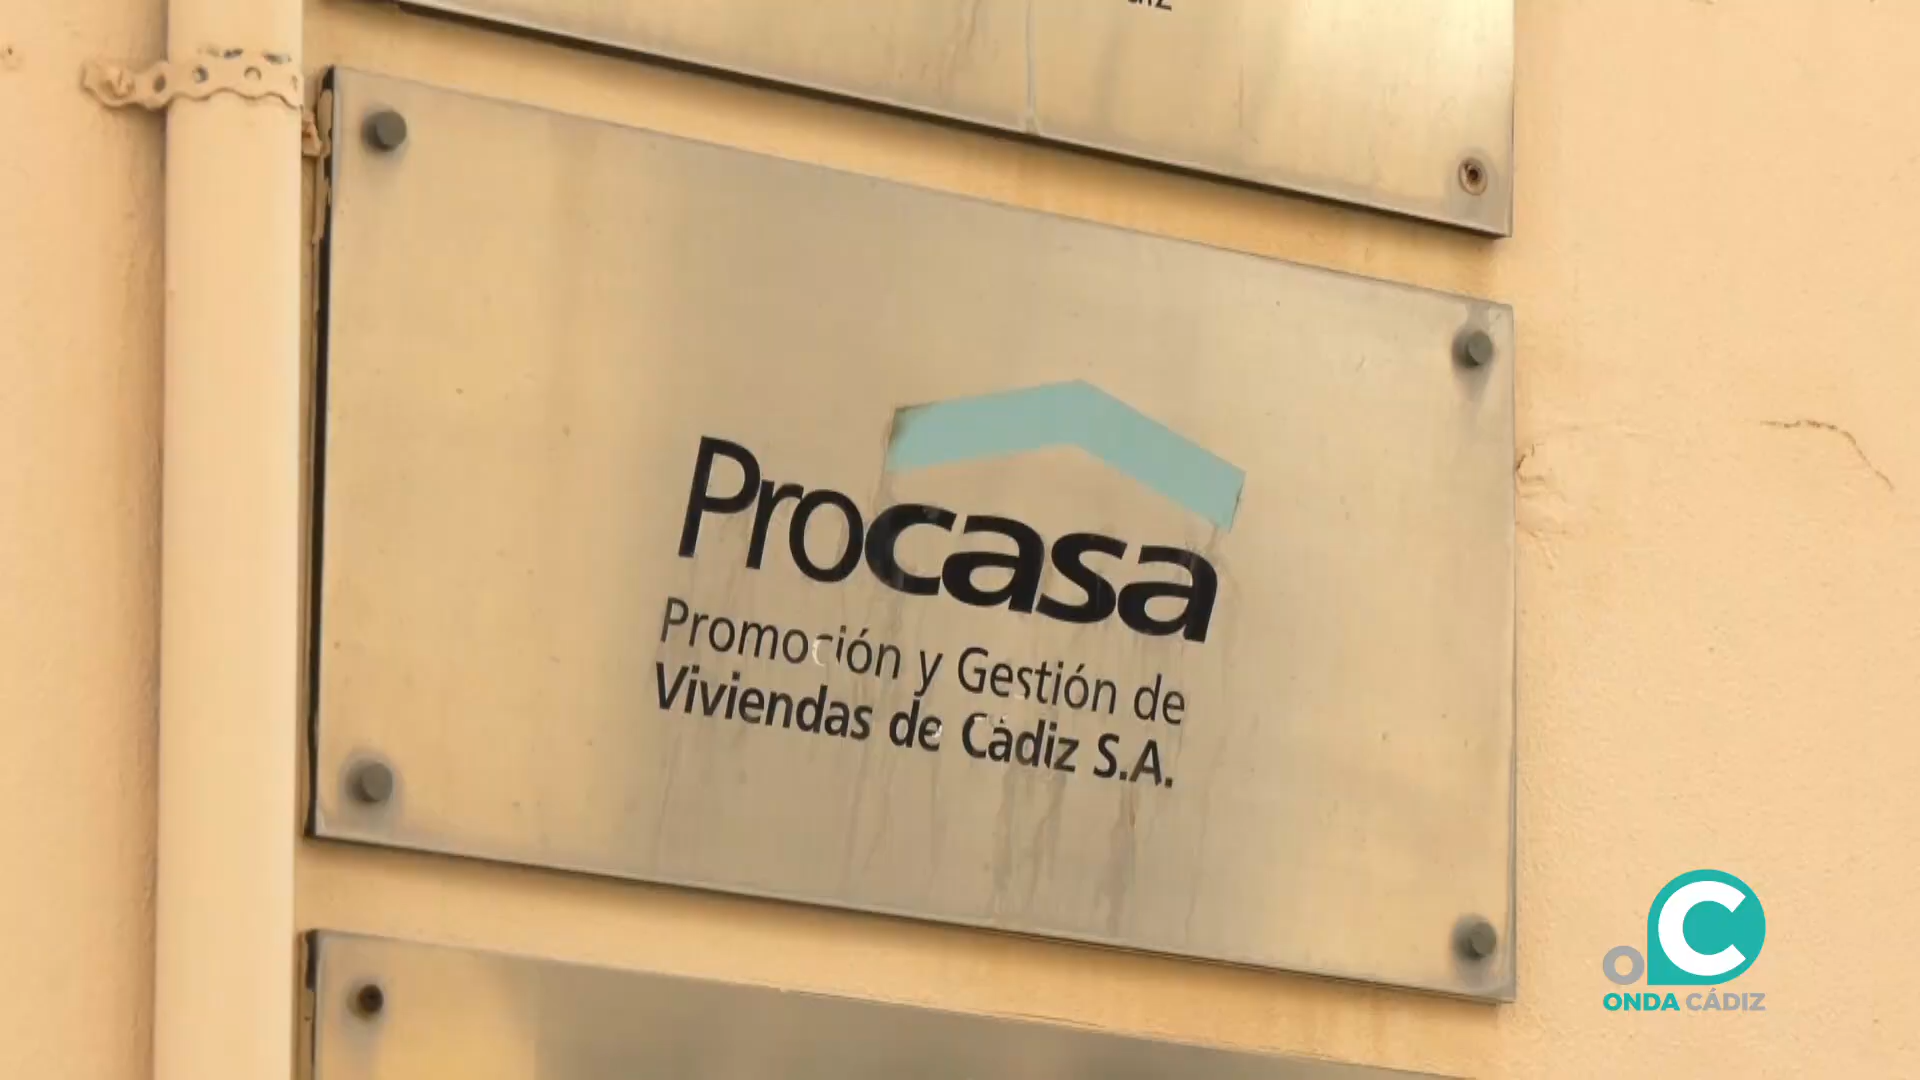 Procasa
Promoción y Gestión de
Viviendas de Cádiz S.A.
ONDA CÁDIZ